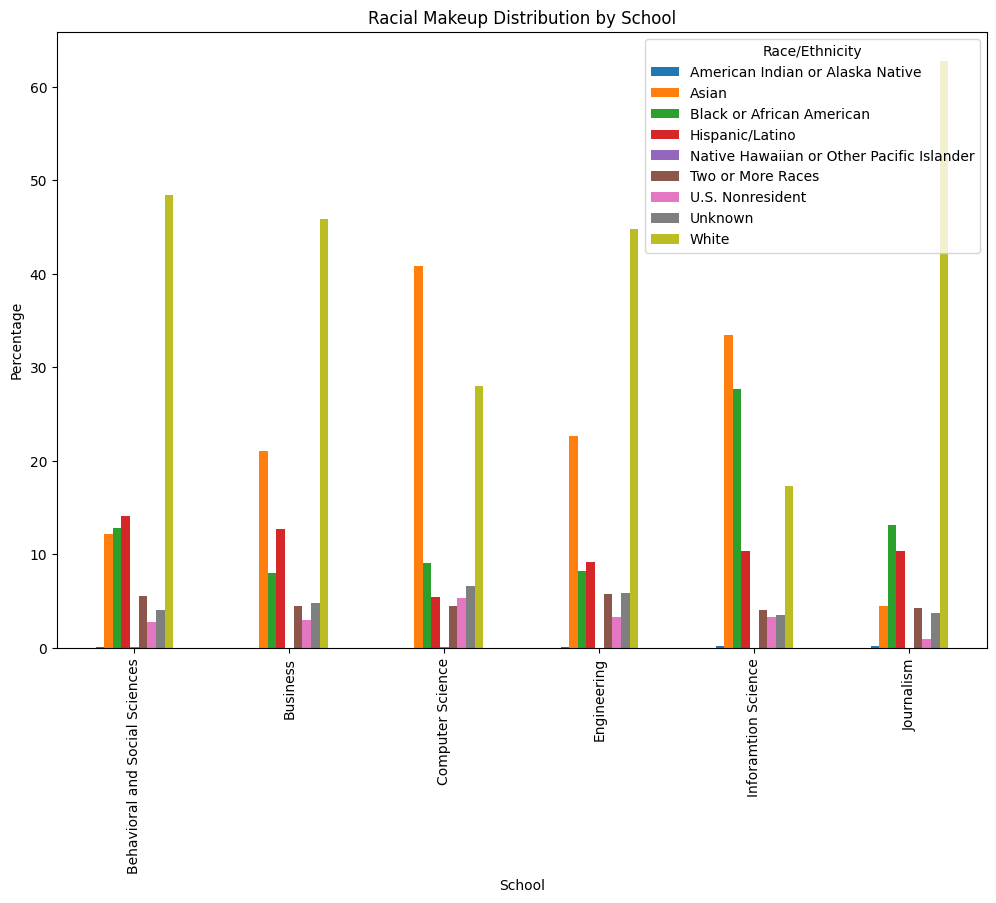 Racial Makeup Distribution by School
Race/Ethnicity
American Indian or Alaska Native
Asian
Black or African American
Hispanic/Latino
Native Hawaiian or Other Pacific Islander
Two or More Races
U.S. Nonresident
Unknown
White
Percentage
60
50
40
30
20
10
0
Behavioral and Social Sciences
Business
Computer Science
Engineering
Inforamtion Science
Journalism
School